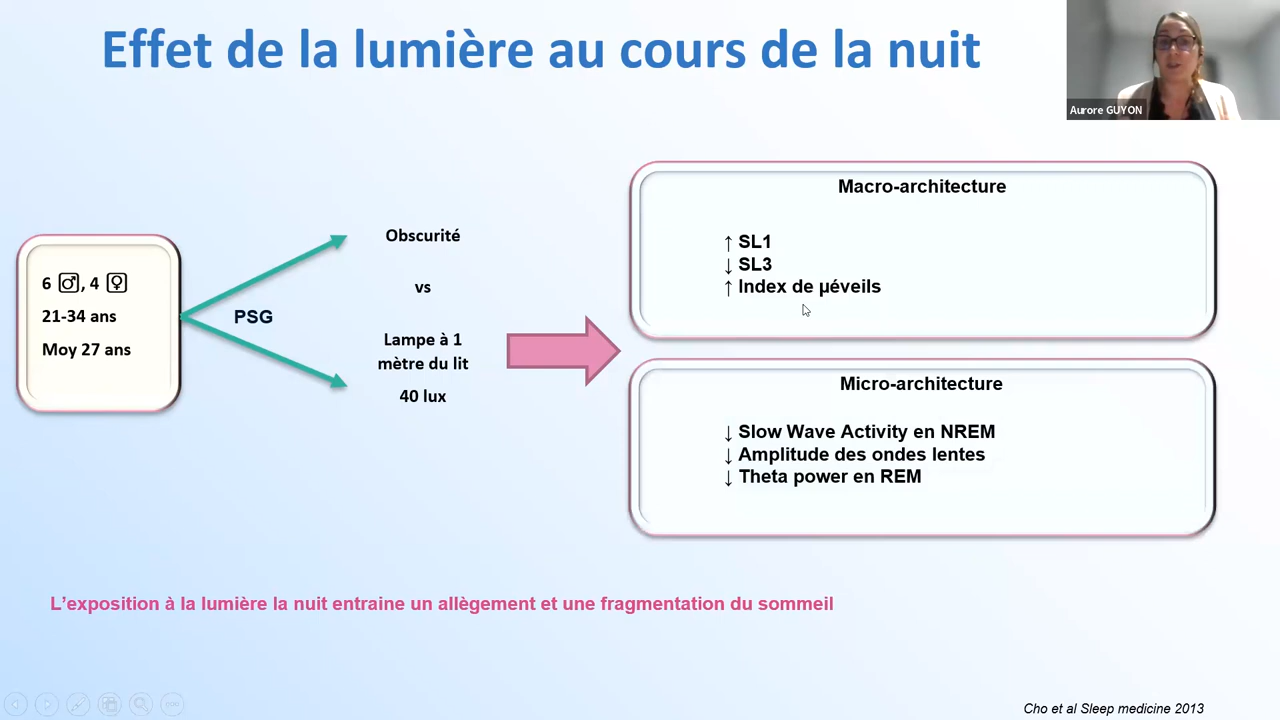 Effet de la lumière au cours de la nuit
Aurore GUYON
6 ♂, 4 ♀
21-34 ans
Moy 27 ans
PSG
Obscurité
vs
Lampe à 1
mètre du lit
40 lux
Macro-architecture
↑ SL1
↓ SL3
↑ Index de µéveils
Micro-architecture
↓ Slow Wave Activity en NREM
↓ Amplitude des ondes lentes
↓ Theta power en REM
L’exposition à la lumière la nuit entraine un allègement et une fragmentation du sommeil
Cho et al Sleep medicine 2013